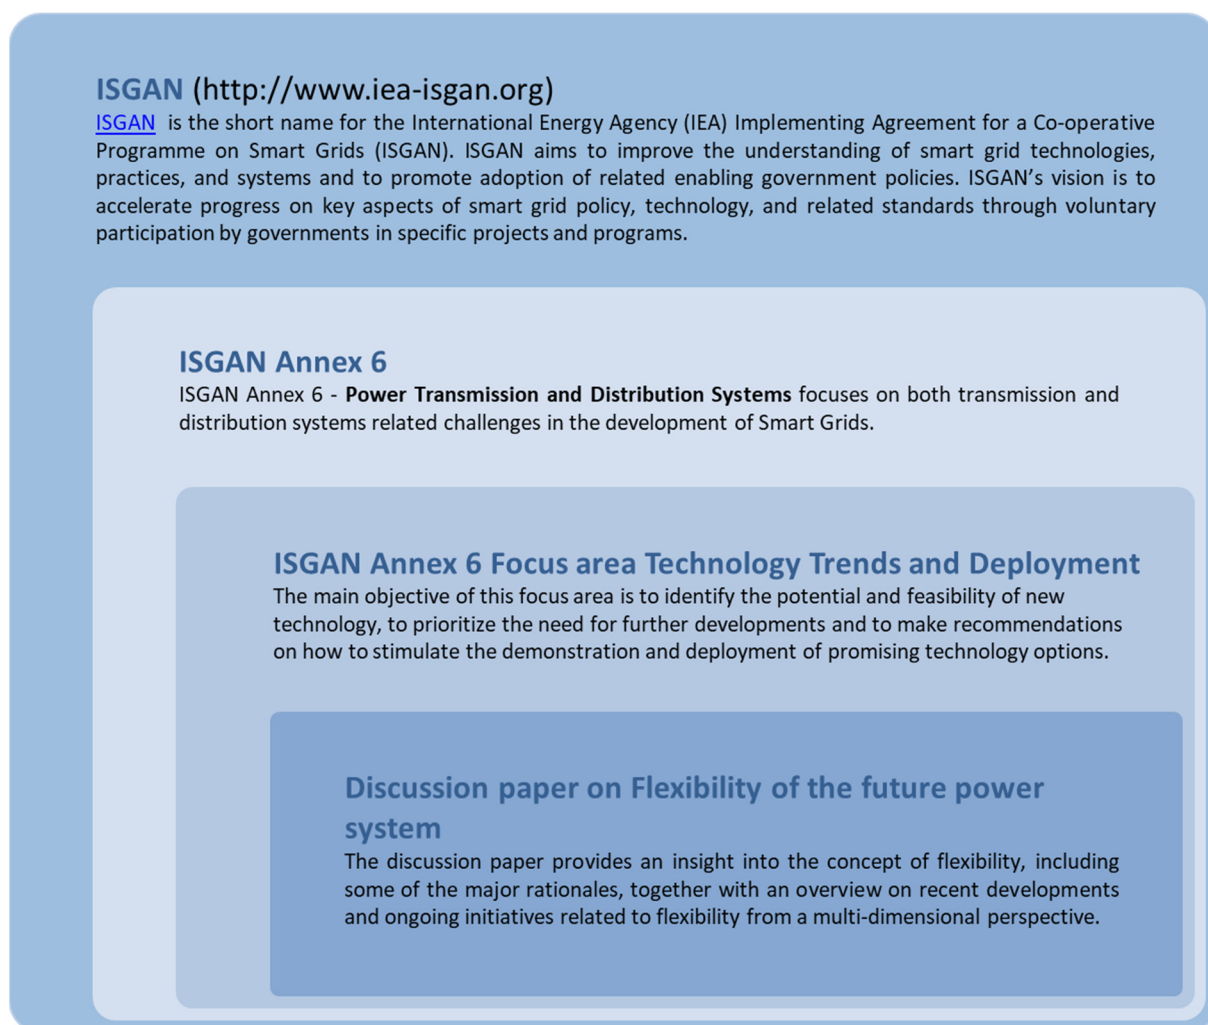 ISGAN (http://www.iea-isgan.org)
ISGAN is the short name for the International Energy Agency (IEA) Implementing Agreement for a Co-operative
Programme on Smart Grids (ISGAN). ISGAN aims to improve the understanding of smart grid technologies,
practices, and systems and to promote adoption of related enabling government policies. ISGAN’s vision is to
accelerate progress on key aspects of smart grid policy, technology, and related standards through voluntary
participation by governments in specific projects and programs.
ISGAN Annex 6
ISGAN Annex 6 - Power Transmission and Distribution Systems focuses on both transmission and
distribution systems related challenges in the development of Smart Grids.
ISGAN Annex 6 Focus area Technology Trends and Deployment
The main objective of this focus area is to identify the potential and feasibility of new
technology, to prioritize the need for further developments and to make recommendations
on how to stimulate the demonstration and deployment of promising technology options.
Discussion paper on Flexibility of the future power
system
The discussion paper provides an insight into the concept of flexibility, including
some of the major rationales, together with an overview on recent developments
and ongoing initiatives related to flexibility from a multi-dimensional perspective.